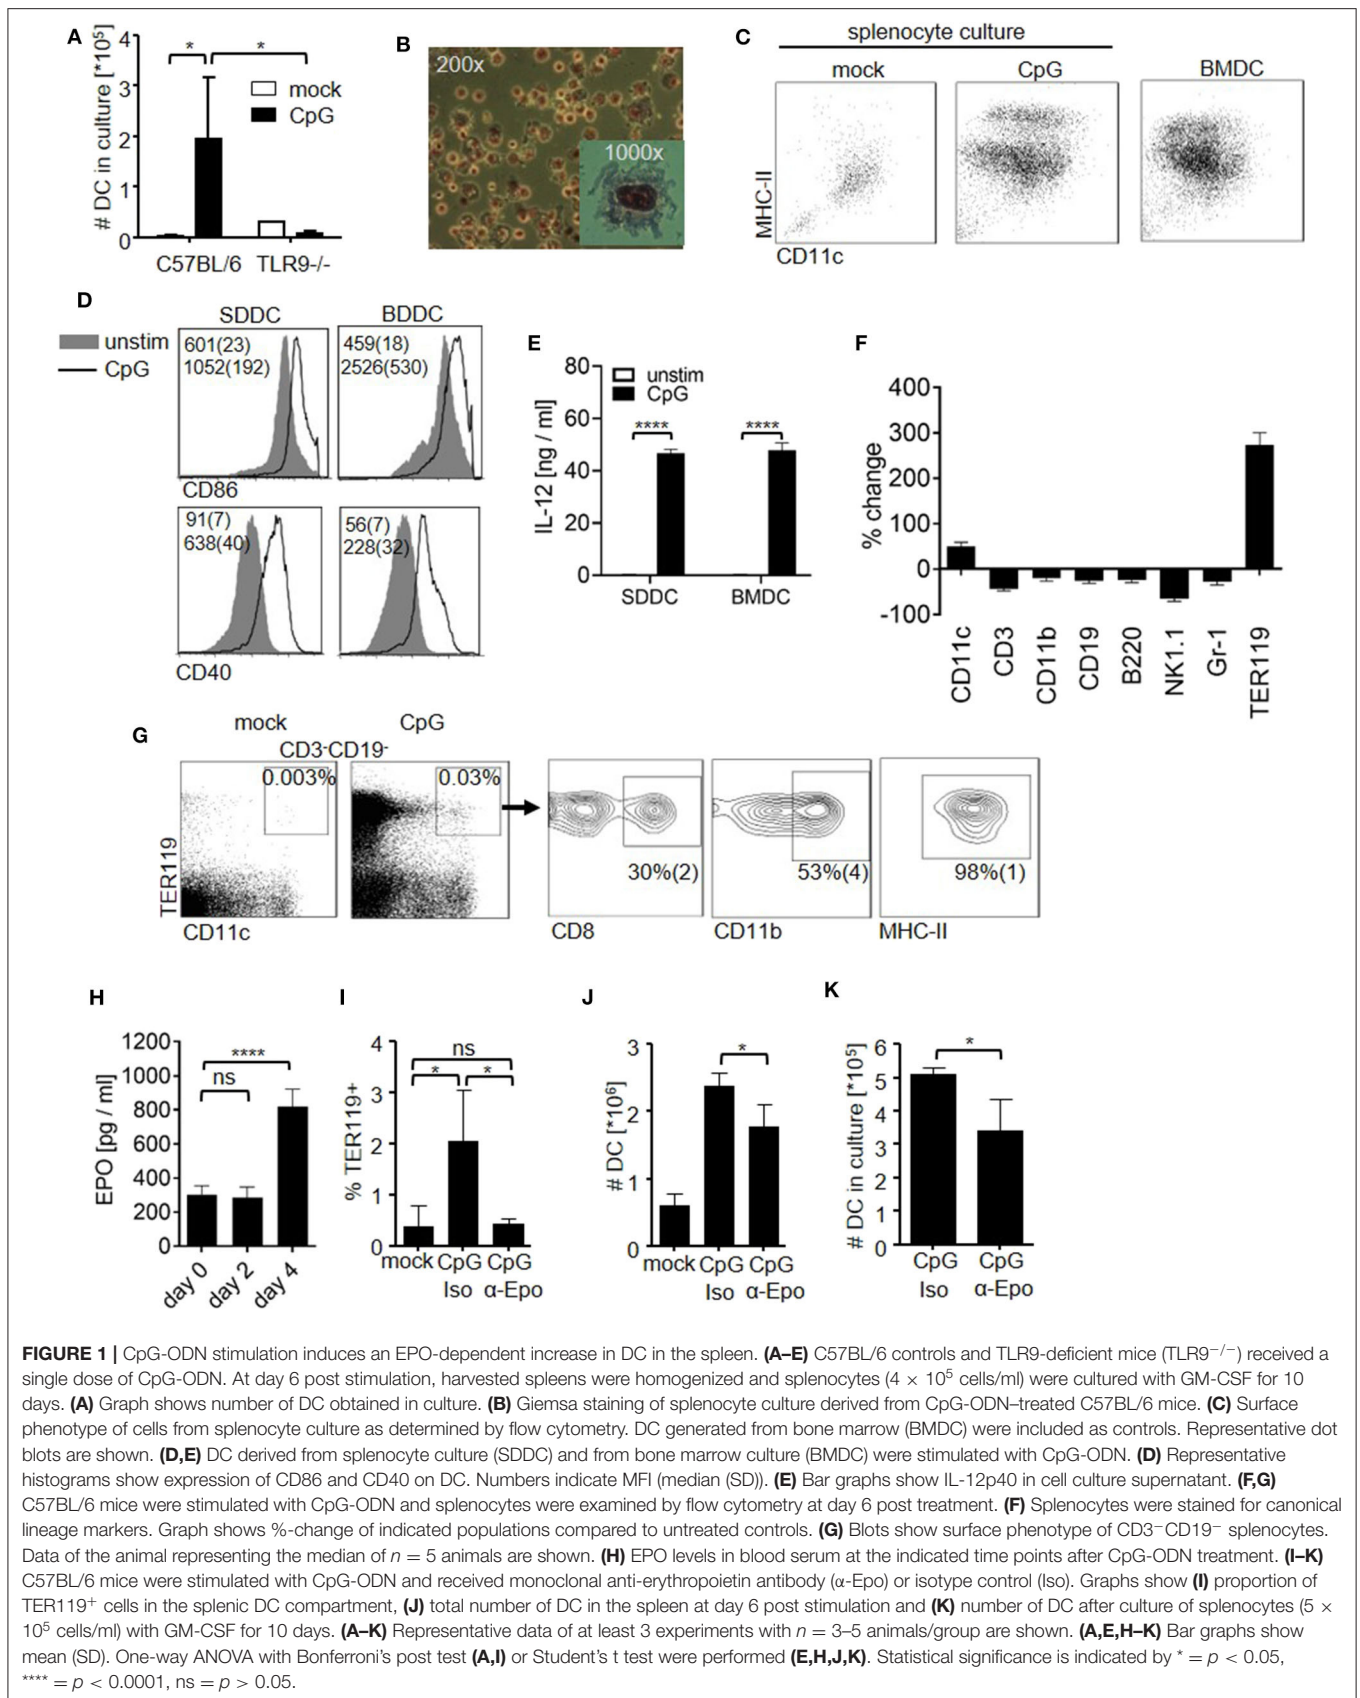 A
# DC in culture [*10⁵]
4
3
2
1
0
*
*
mock
CpG
C57BL/6 TLR9-/-
B
200x
1000x
C
splenocyte culture
mock CpG BMDC
MHC-II
CD11c
D
SDDC BDDC
unstim
CpG
601(23)
1052(192)
459(18)
2526(530)
CD86
91(7)
638(40)
56(7)
228(32)
CD40
E
IL-12 [ng / ml]
80
60
40
20
0
unstim
CpG
**** ****
SDDC BMDC
F
% change
400
300
200
100
0
-100
CD11c
CD3
CD11b
CD19
B220
NK1.1
Gr-1
TER119
G
mock CpG
CD3-CD19-
0.003% 0.03%
TER119
CD11c
30%(2) 53%(4) 98%(1)
CD8 CD11b MHC-II
H
EPO [pg / ml]
1200
1000
800
600
400
200
0
****
ns
day 0
day 2
day 4
I
% TER119+
4
3
2
1
0
ns
* *
mock CpG CpG
Iso α-Epo
J
# DC [*10⁶]
3
2
1
0
*
mock CpG CpG
Iso α-Epo
K
# DC in culture [*10⁵]
6
5
4
3
2
1
0
*
CpG CpG
Iso α-Epo
FIGURE 1 | CpG-ODN stimulation induces an EPO-dependent increase in DC in the spleen. (A–E) C57BL/6 controls and TLR9-deficient mice (TLR9⁻/⁻) received a
single dose of CpG-ODN. At day 6 post stimulation, harvested spleens were homogenized and splenocytes (4 × 10⁵ cells/ml) were cultured with GM-CSF for 10
days. (A) Graph shows number of DC obtained in culture. (B) Giemsa staining of splenocyte culture derived from CpG-ODN–treated C57BL/6 mice. (C) Surface
phenotype of cells from splenocyte culture as determined by flow cytometry. DC generated from bone marrow (BMDC) were included as controls. Representative dot
blots are shown. (D,E) DC derived from splenocyte culture (SDDC) and from bone marrow culture (BMDC) were stimulated with CpG-ODN. (D) Representative
histograms show expression of CD86 and CD40 on DC. Numbers indicate MFI (median (SD)). (E) Bar graphs show IL-12p40 in cell culture supernatant. (F,G)
C57BL/6 mice were stimulated with CpG-ODN and splenocytes were examined by flow cytometry at day 6 post treatment. (F) Splenocytes were stained for canonical
lineage markers. Graph shows %-change of indicated populations compared to untreated controls. (G) Blots show surface phenotype of CD3⁻CD19⁻ splenocytes.
Data of the animal representing the median of n = 5 animals are shown. (H) EPO levels in blood serum at the indicated time points after CpG-ODN treatment. (I–K)
C57BL/6 mice were stimulated with CpG-ODN and received monoclonal anti-erythropoietin antibody (α-Epo) or isotype control (Iso). Graphs show (I) proportion of
TER119⁺ cells in the splenic DC compartment, (J) total number of DC in the spleen at day 6 post stimulation and (K) number of DC after culture of splenocytes (5 ×
10⁵ cells/ml) with GM-CSF for 10 days. (A–K) Representative data of at least 3 experiments with n = 3–5 animals/group are shown. (A,E,H–K) Bar graphs show
mean (SD). One-way ANOVA with Bonferroni's post test (A,I) or Student's t test were performed (E,H,J,K). Statistical significance is indicated by * = p < 0.05,
**** = p < 0.0001, ns = p > 0.05.